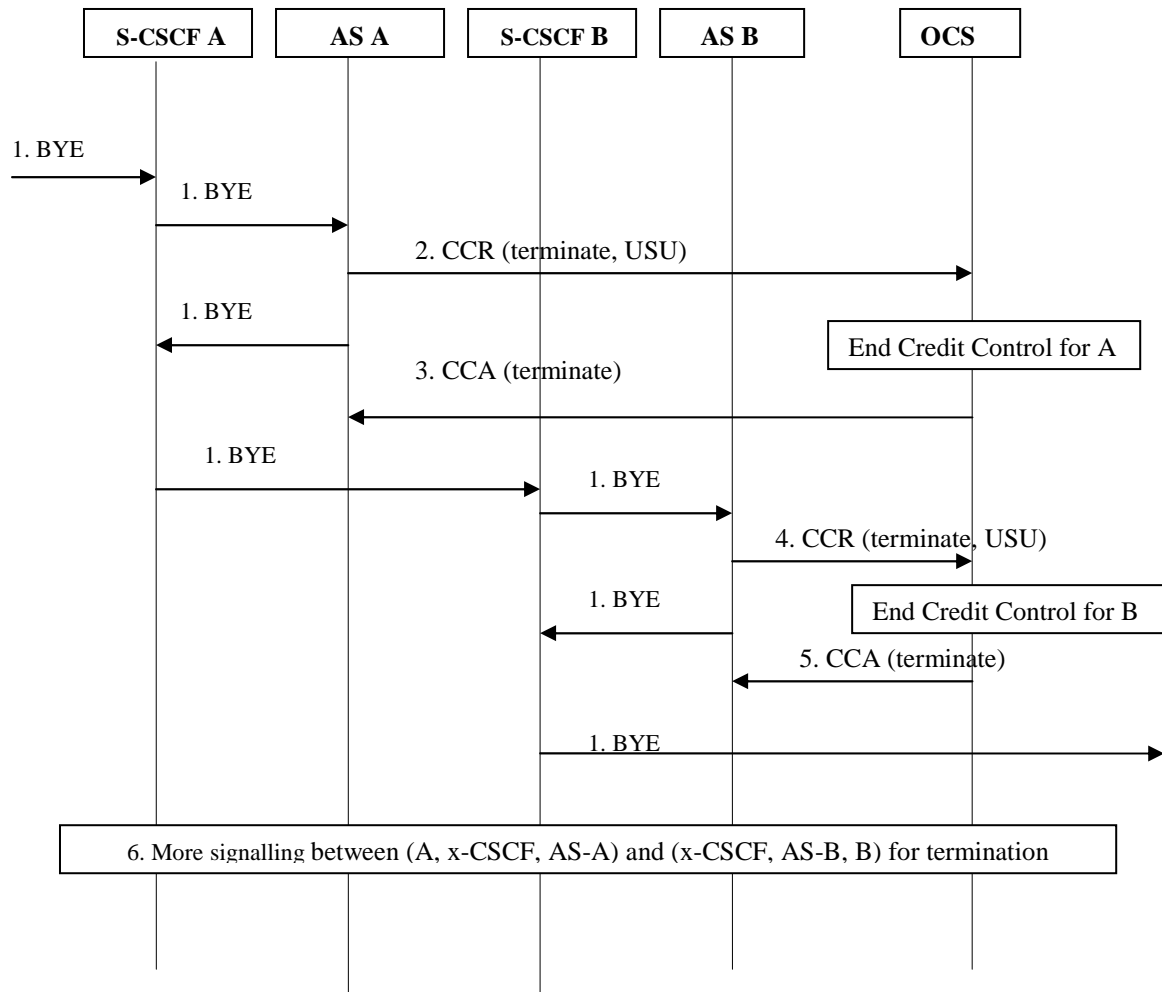 S-CSCF A
AS A
S-CSCF B
AS B
OCS
1. BYE
1. BYE
2. CCR (terminate, USU)
1. BYE
End Credit Control for A
3. CCA (terminate)
1. BYE
1. BYE
4. CCR (terminate, USU)
1. BYE
End Credit Control for B
5. CCA (terminate)
1. BYE
6. More signalling between (A, x-CSCF, AS-A) and (x-CSCF, AS-B, B) for termination